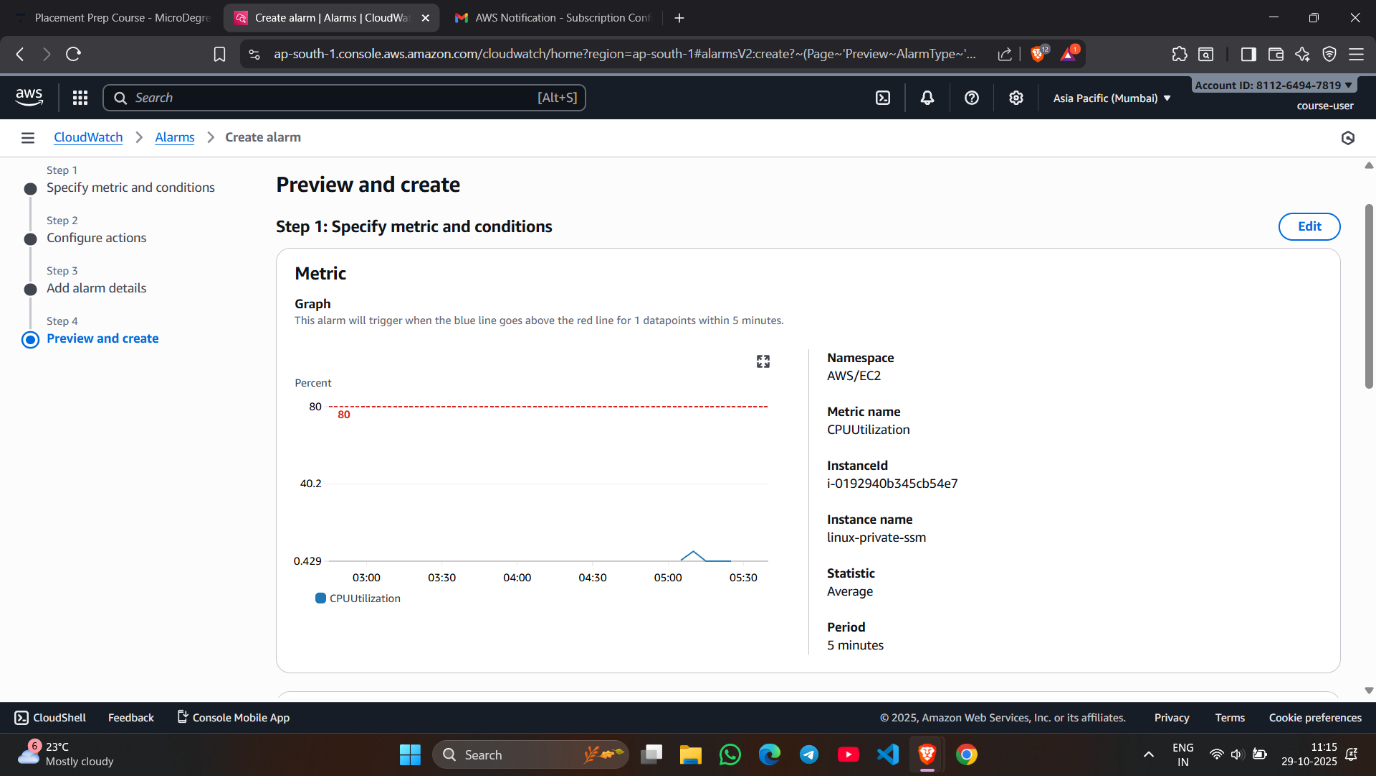 Placement Prep Course - MicroDegre
Create alarm | Alarms | CloudWa
AWS Notification - Subscription Conf
ap-south-1.console.aws.amazon.com/cloudwatch/home?region=ap-south-1#alarmsV2:create?~(Page~'Preview~AlarmType~'...
12
1
aws
Search
[Alt+S]
Asia Pacific (Mumbai)
Account ID: 8112-6494-7819
course-user
CloudWatch
Alarms
Create alarm
Step 1
Specify metric and conditions
Step 2
Configure actions
Step 3
Add alarm details
Step 4
Preview and create
Preview and create
Step 1: Specify metric and conditions
Edit
Metric
Graph
This alarm will trigger when the blue line goes above the red line for 1 datapoints within 5 minutes.
Percent
80
80
40.2
0.429
03:00 03:30 04:00 04:30 05:00 05:30
CPUUtilization
Namespace
AWS/EC2
Metric name
CPUUtilization
InstanceId
i-0192940b345cb54e7
Instance name
linux-private-ssm
Statistic
Average
Period
5 minutes
CloudShell
Feedback
Console Mobile App
© 2025, Amazon Web Services, Inc. or its affiliates.
Privacy
Terms
Cookie preferences
6
23°C
Mostly cloudy
Search
ENG
IN
11:15
29-10-2025